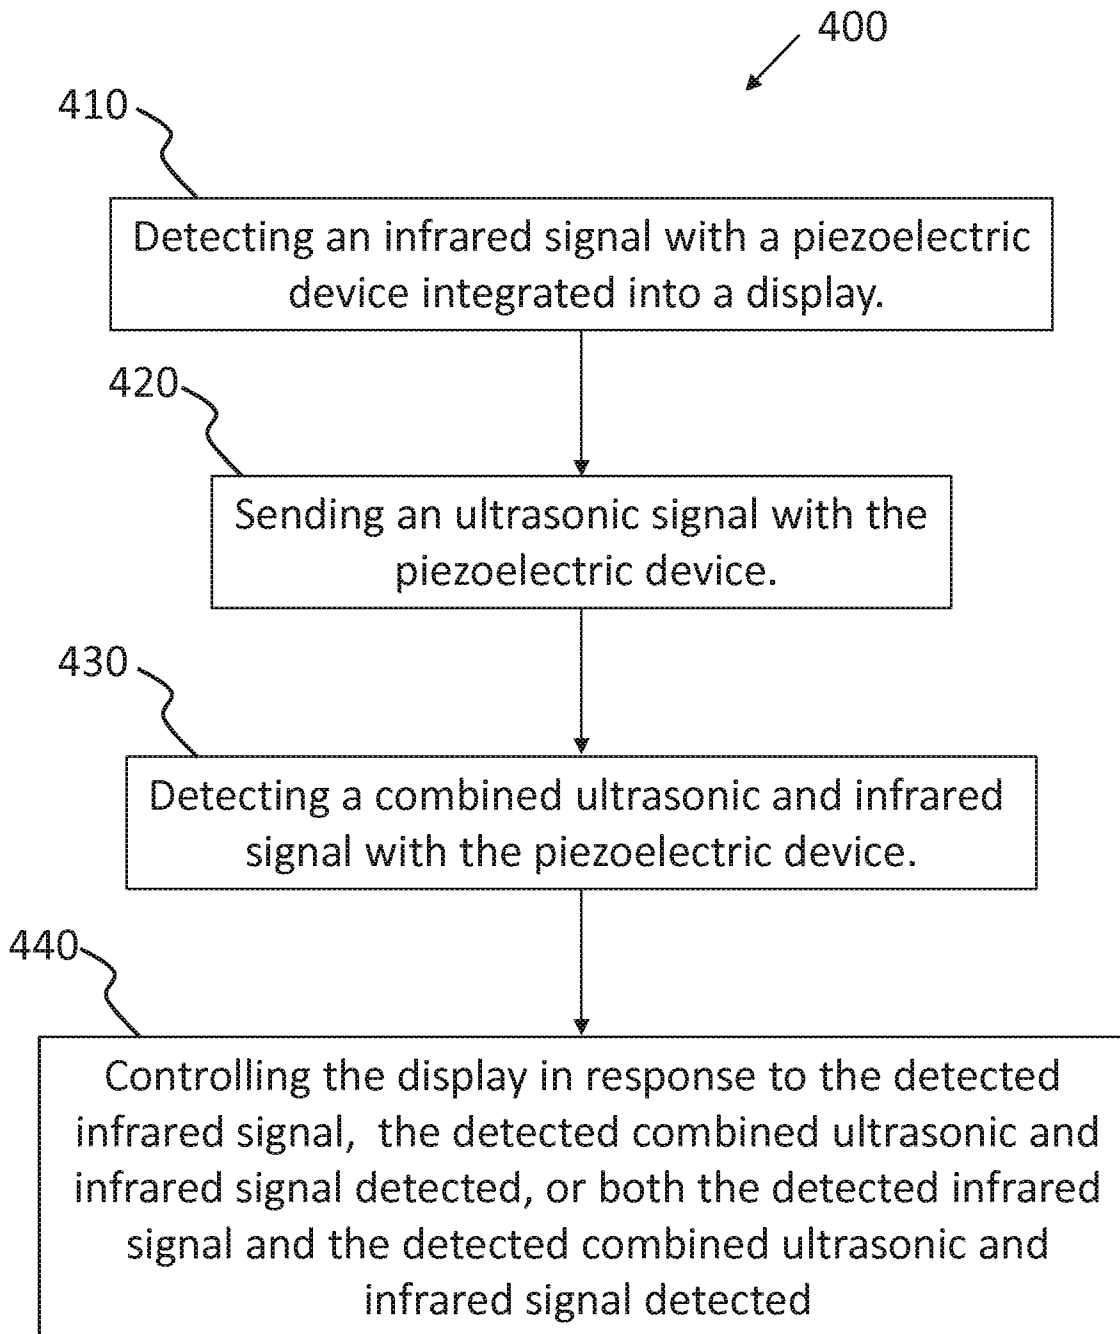 400
410
Detecting an infrared signal with a piezoelectric
device integrated into a display.
420
Sending an ultrasonic signal with the
piezoelectric device.
430
Detecting a combined ultrasonic and infrared
signal with the piezoelectric device.
440
Controlling the display in response to the detected
infrared signal, the detected combined ultrasonic and
infrared signal detected, or both the detected infrared
signal and the detected combined ultrasonic and
infrared signal detected